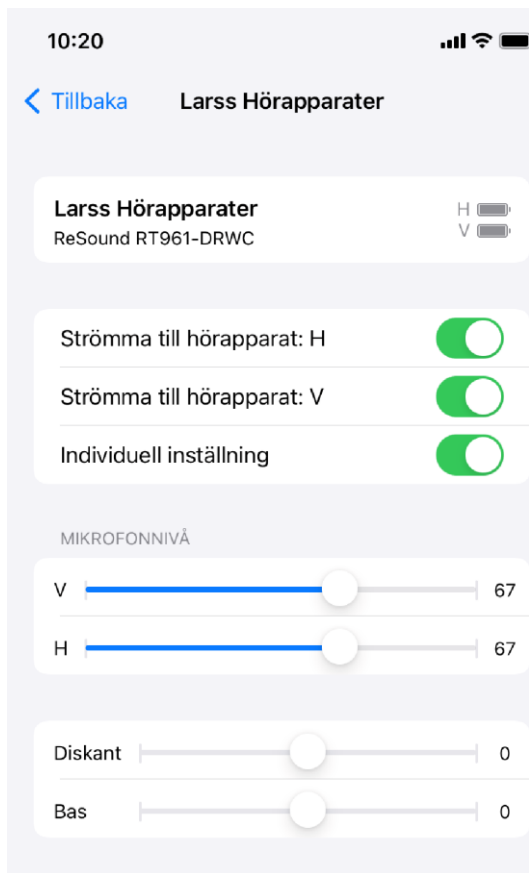 10:20
Tillbaka Larss Hörapparater
Larss Hörapparater
ReSound RT961-DRWC
H
V
Strömma till hörapparat: H
Strömma till hörapparat: V
Individuell inställning
MIKROFONNIVÅ
V 67
H 67
Diskant 0
Bas 0